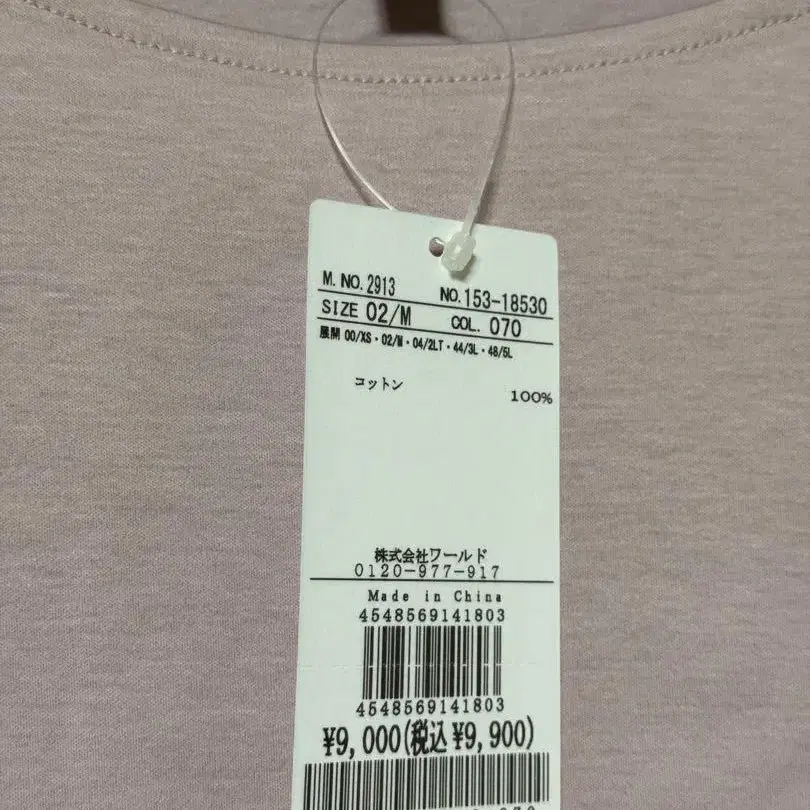 M. NO. 2913 NO. 153-18530
SIZE 02/M COL. 070
展開 00/XS・02/M・04/2LT・44/3L・48/5L
コットン 100%
株式会社ワールド
0120-977-917
Made in China
4548569141803
4548569141803
¥9,000(税込¥9,900)